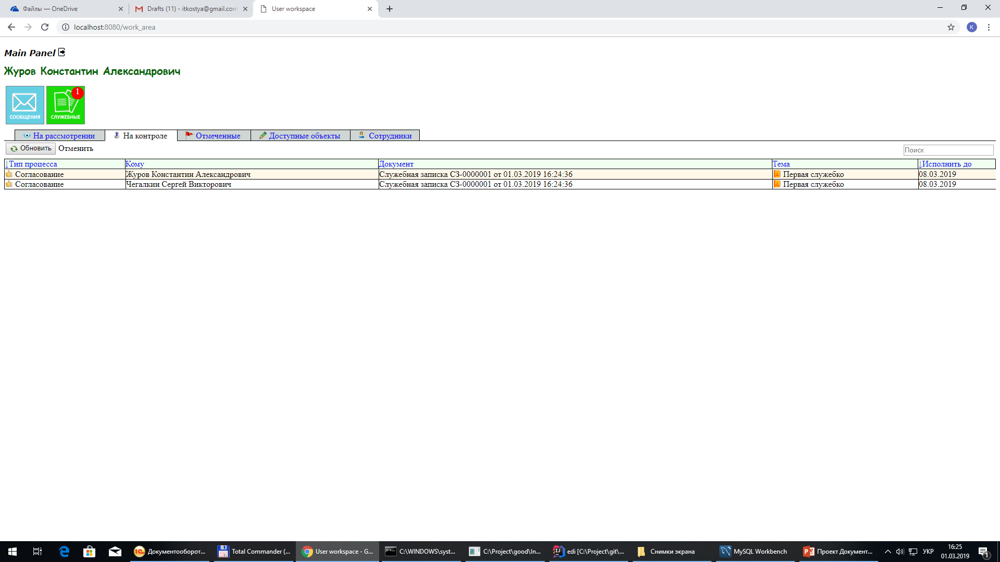 Файлы — OneDrive
Drafts (11) - itkostya@gmail.com
User workspace
localhost:8080/work_area
K
Main Panel
Журов Константин Александрович
СООБЩЕНИЯ
1
СЛУЖЕБНЫЕ
На рассмотрении
На контроле
Отмеченные
Доступные объекты
Сотрудники
Обновить Отменить
Поиск
↓Тип процесса Кому Документ Тема ↓Исполнить до
Согласование Журов Константин Александрович Служебная записка СЗ-0000001 от 01.03.2019 16:24:36 Первая служебко 08.03.2019
Согласование Чегалкин Сергей Викторович Служебная записка СЗ-0000001 от 01.03.2019 16:24:36 Первая служебко 08.03.2019
Документооборот...
Total Commander (...
User workspace - G...
C:\WINDOWS\syst...
C:\Project\good\In...
edi [C:\Project\git\...
Снимки экрана
MySQL Workbench
Проект Документ...
УКР
16:25
01.03.2019
1